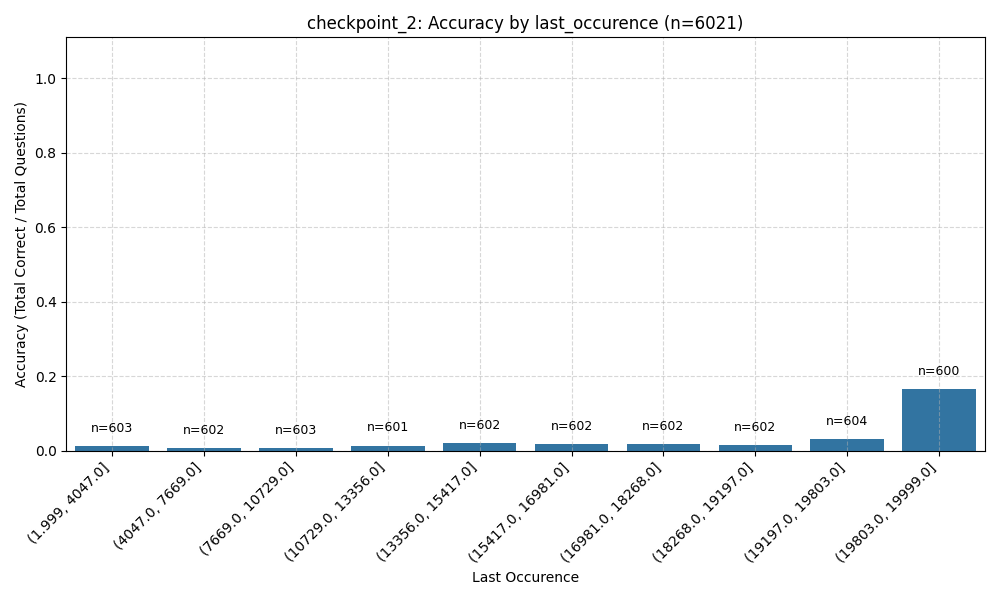 checkpoint_2: Accuracy by last_occurence (n=6021)
Accuracy (Total Correct / Total Questions)
1.0
0.8
0.6
0.4
0.2
0.0
n=603
n=602
n=603
n=601
n=602
n=602
n=602
n=602
n=604
n=600
(1.999, 4047.0]
(4047.0, 7669.0]
(7669.0, 10729.0]
(10729.0, 13356.0]
(13356.0, 15417.0]
(15417.0, 16981.0]
(16981.0, 18268.0]
(18268.0, 19197.0]
(19197.0, 19803.0]
(19803.0, 19999.0]
Last Occurence